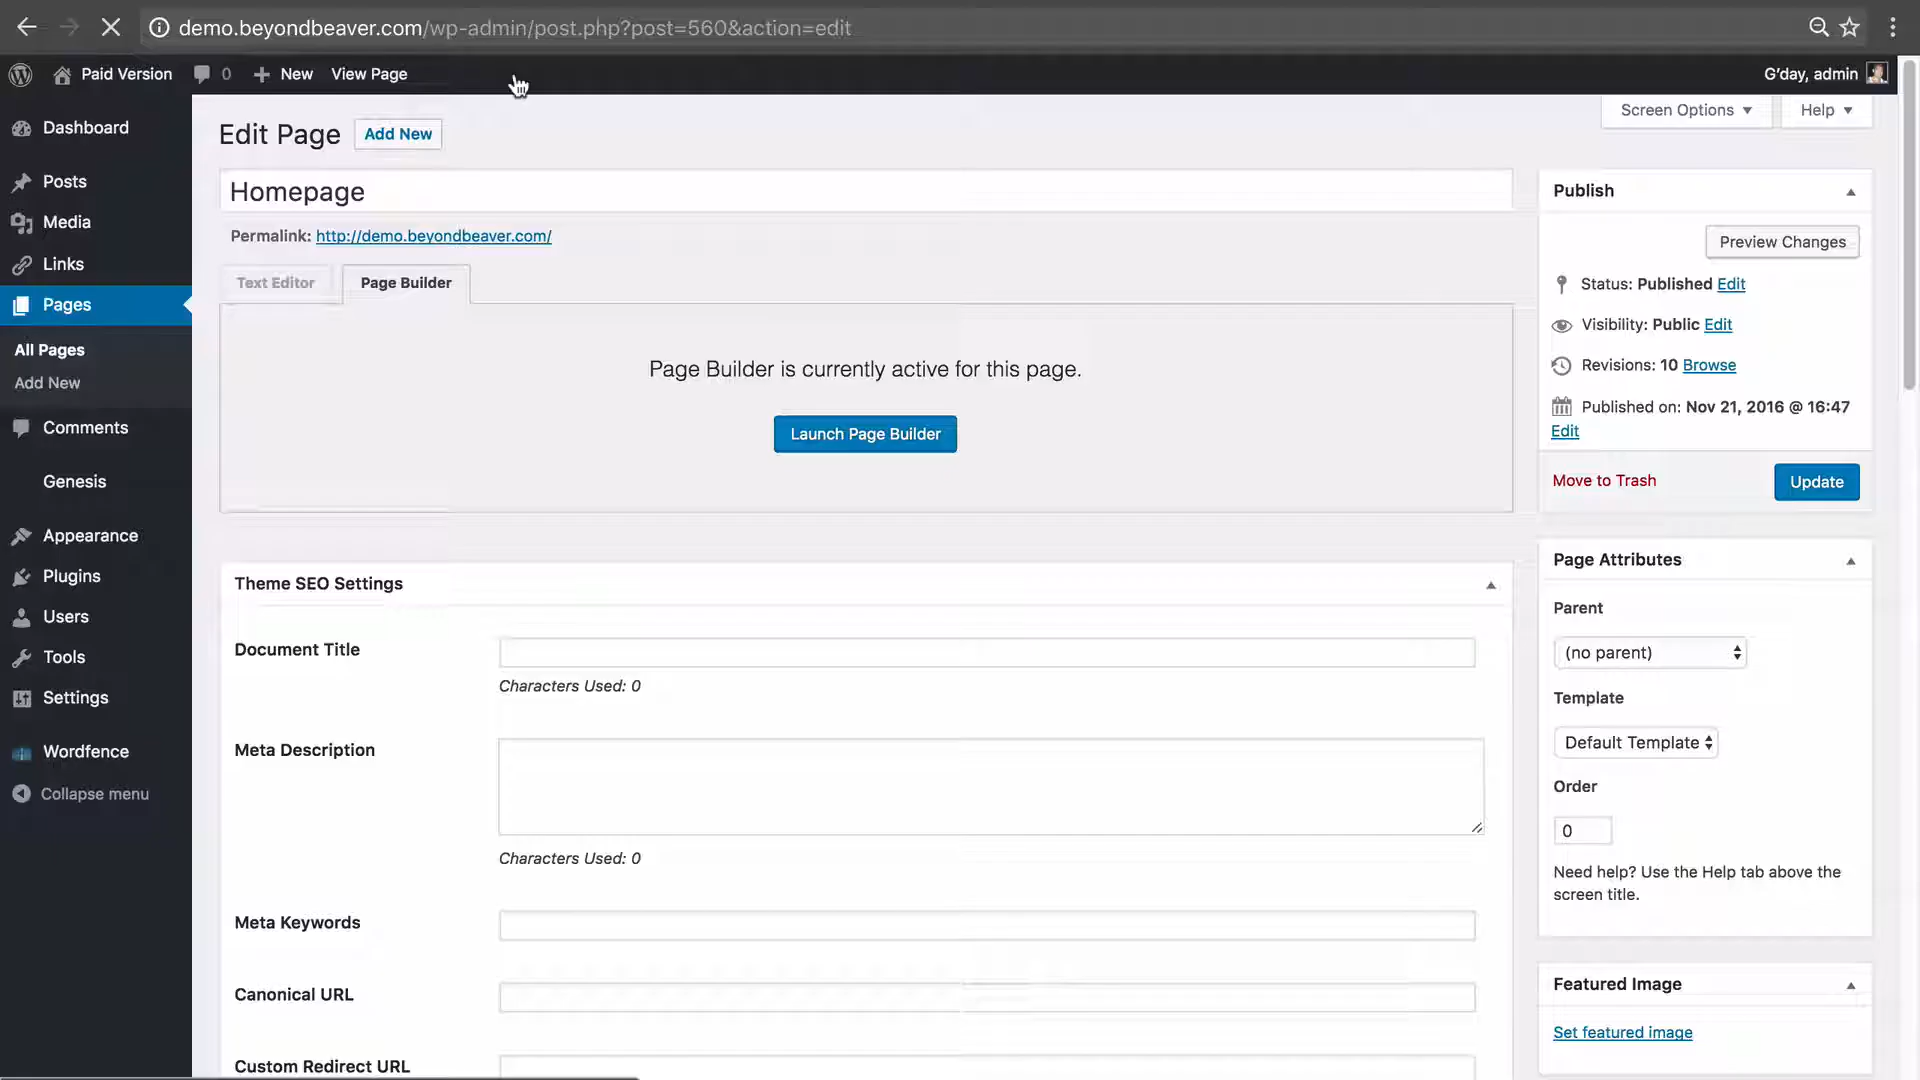 demo.beyondbeaver.com/wp-admin/post.php?post=560&action=edit
Paid Version 0 New View Page G'day, admin
Screen Options Help
Edit Page Add New
Homepage
Permalink: http://demo.beyondbeaver.com/
Text Editor Page Builder
Page Builder is currently active for this page.
Launch Page Builder
Dashboard
Posts
Media
Links
Pages
All Pages
Add New
Comments
Genesis
Appearance
Plugins
Users
Tools
Settings
Wordfence
Collapse menu
Theme SEO Settings
Document Title
Characters Used: 0
Meta Description
Characters Used: 0
Meta Keywords
Canonical URL
Custom Redirect URL
Publish
Preview Changes
Status: Published Edit
Visibility: Public Edit
Revisions: 10 Browse
Published on: Nov 21, 2016 @ 16:47
Edit
Move to Trash Update
Page Attributes
Parent
(no parent)
Template
Default Template
Order
0
Need help? Use the Help tab above the
screen title.
Featured Image
Set featured image